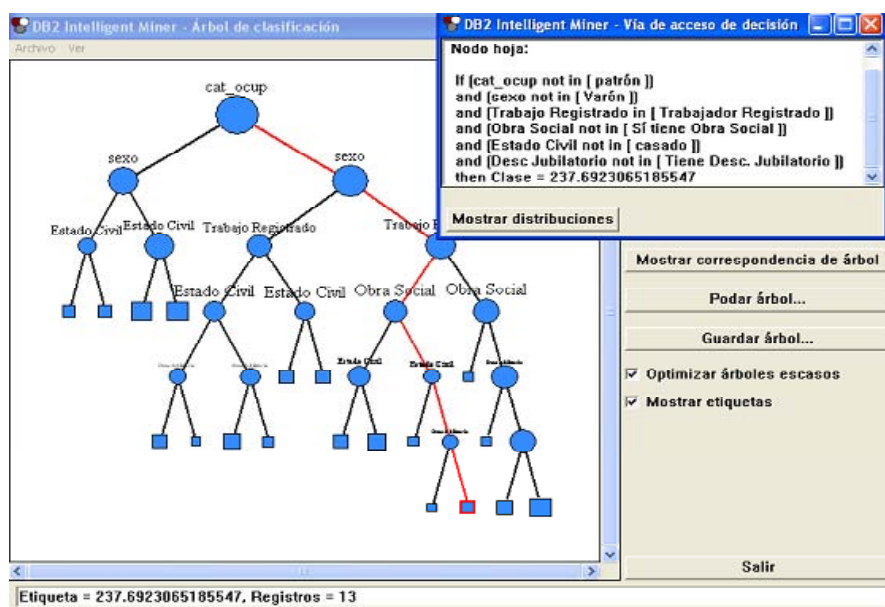 DB2 Intelligent Miner - Árbol de clasificación
Archivo Ver
DB2 Intelligent Miner - Vía de acceso de decisión
Nodo hoja:
If (cat_ocup not in [ patrón ])
and (sexo not in [ Varón ])
and (Trabajo Registrado in [ Trabajador Registrado ])
and (Obra Social not in [ Sí tiene Obra Social ])
and (Estado Civil not in [ casado ])
and (Desc Jubilatorio not in [ Tiene Desc. Jubilatorio ])
then Clase = 237.6923065185547
Mostrar distribuciones
cat_ocup
sexo
sexo
Estado Civil
Estado Civil
Trabajo Registrado
Trabajo
Estado Civil
Estado Civil
Obra Social
Obra Social
Estado Civil
Estado Civil
Mostrar correspondencia de árbol
Podar árbol...
Guardar árbol...
Optimizar árboles escasos
Mostrar etiquetas
Salir
Etiqueta = 237.6923065185547, Registros = 13